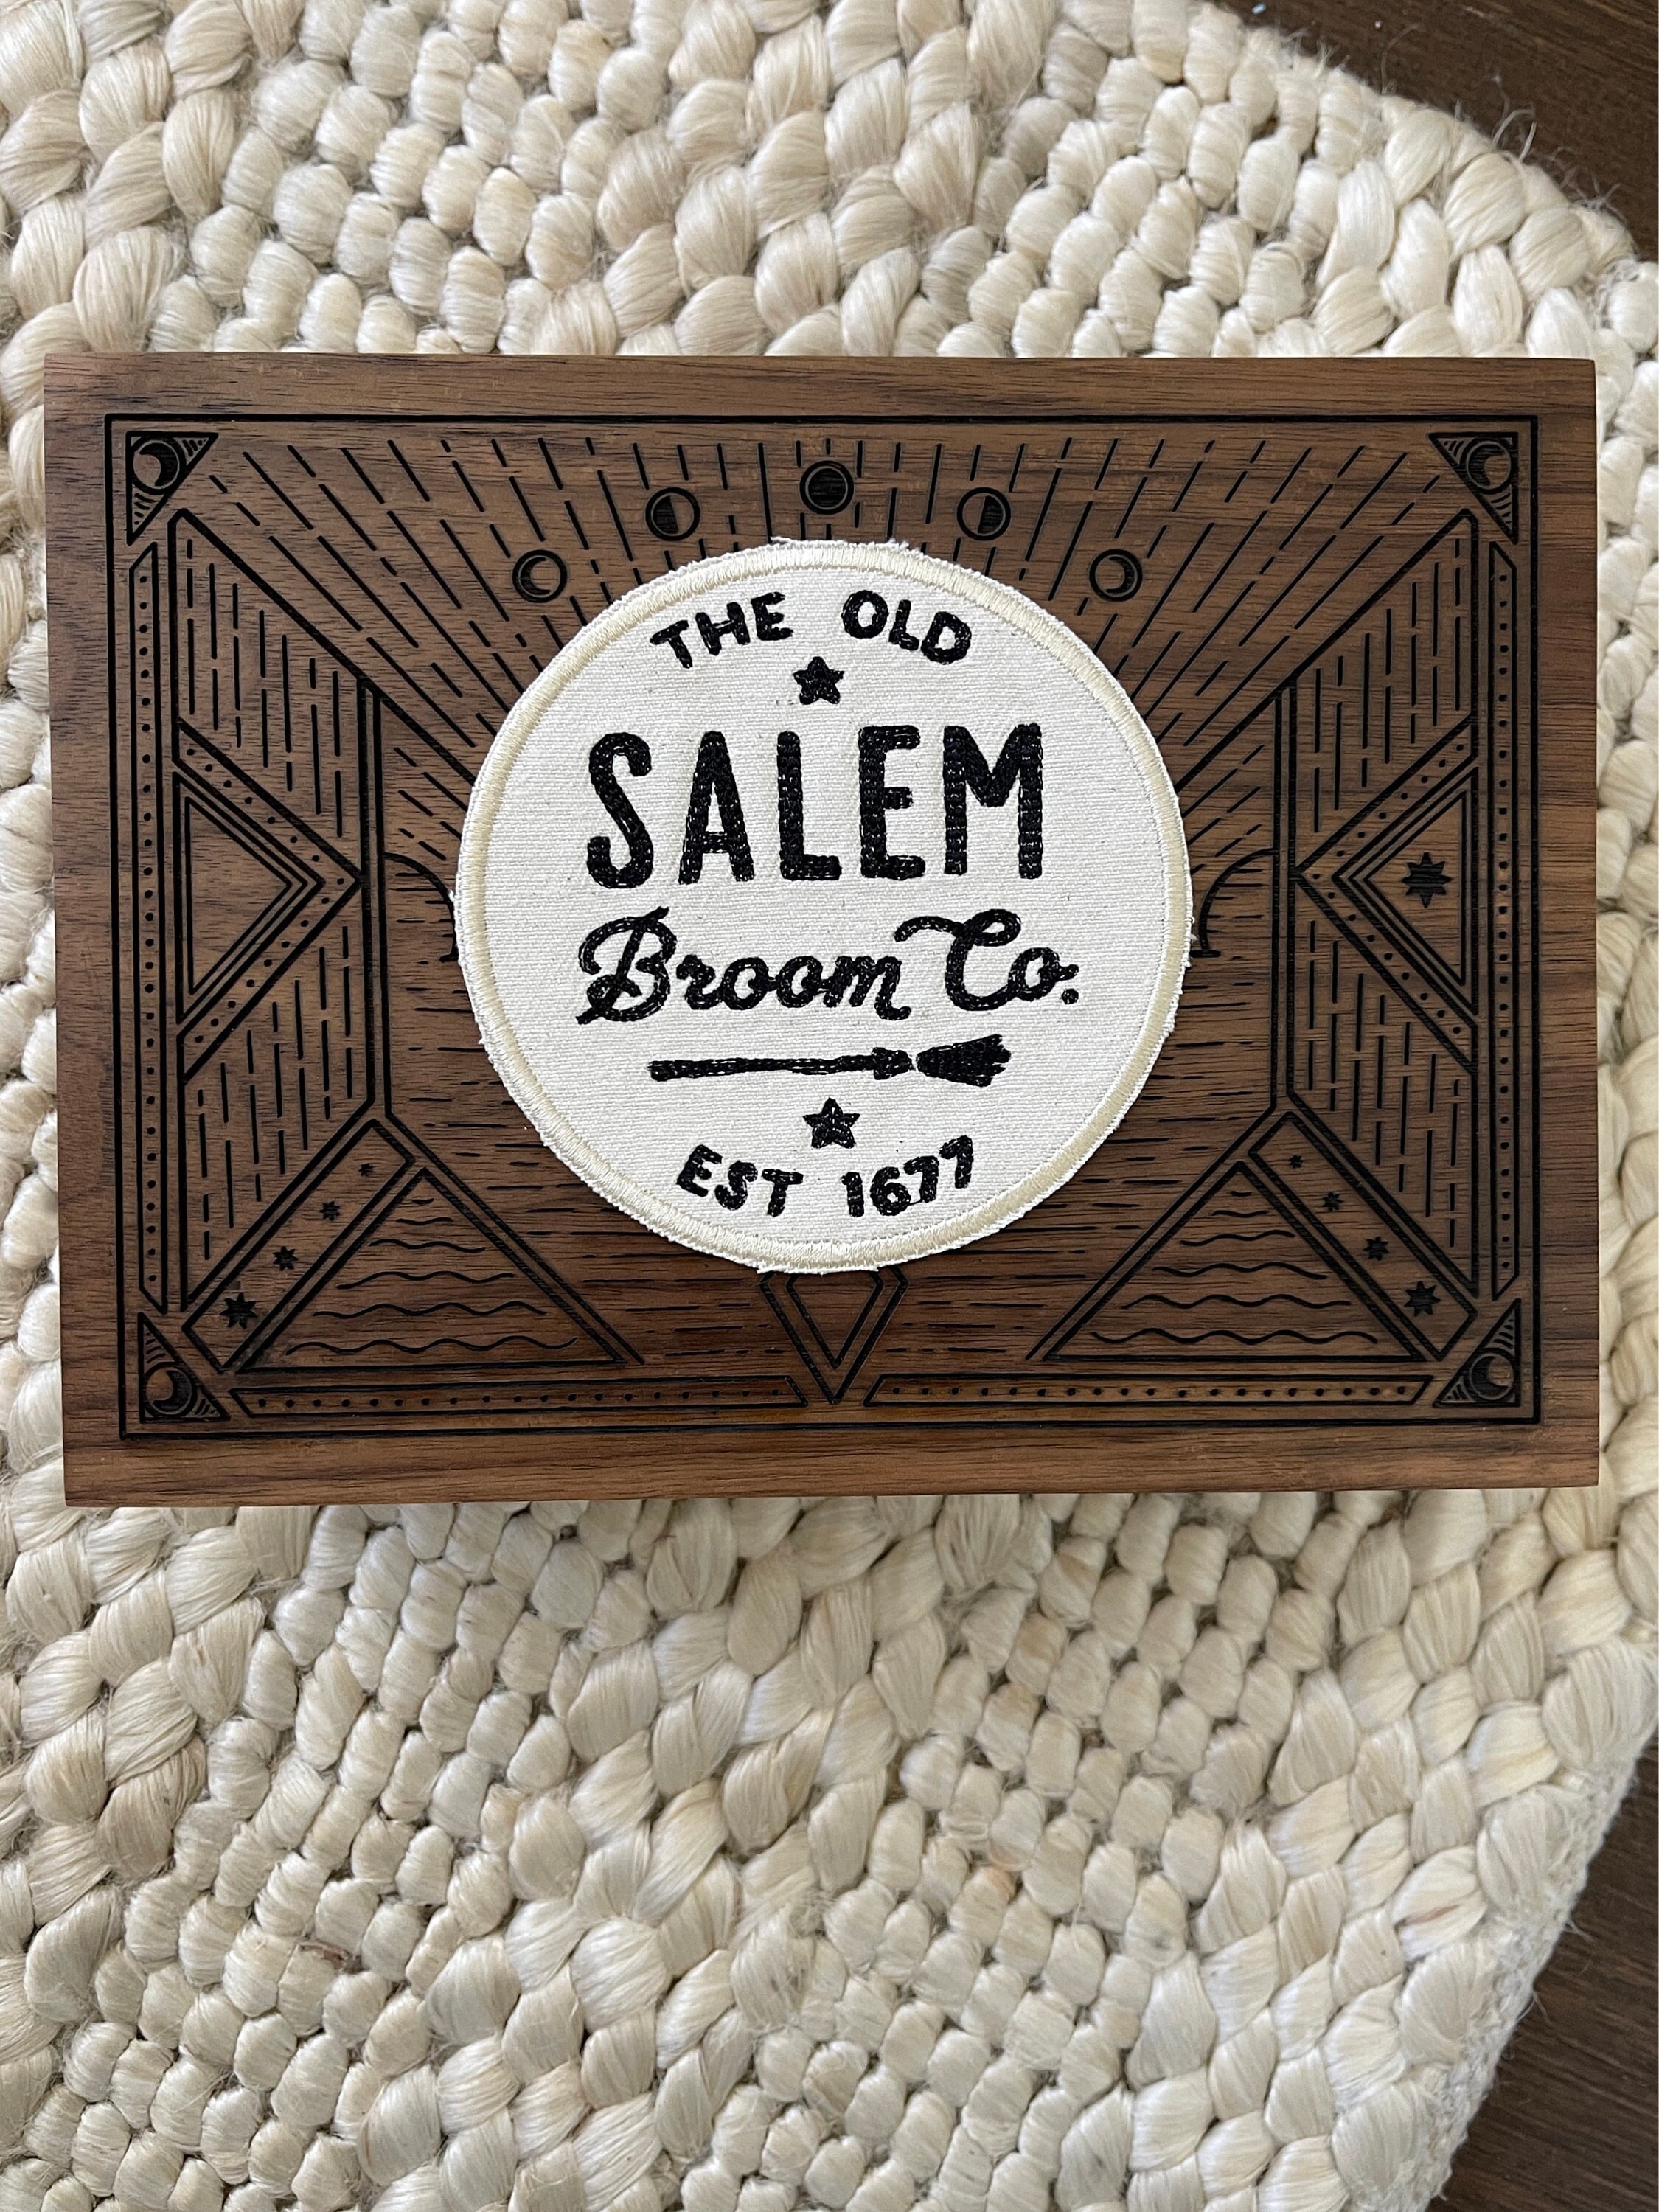 THE OLD
SALEM
Broom Co.
EST 1677